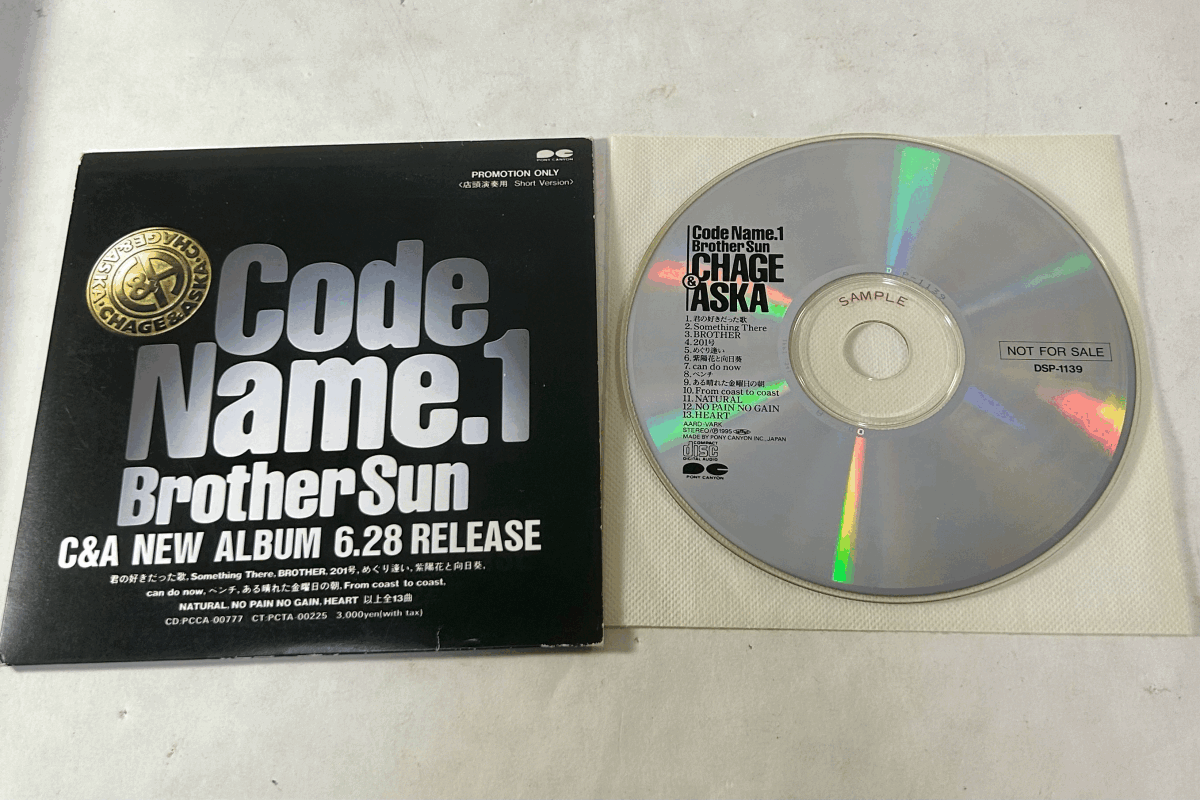 PONY CANYON
PROMOTION ONLY
〈店頭演奏用 Short Version〉
CHAGE&ASKA・CHAGE&ASKA・
Code
Name.1
Brother Sun
C&A NEW ALBUM 6.28 RELEASE
君の好きだった歌, Something There, BROTHER, 201号, めぐり逢い, 紫陽花と向日葵,
can do now, ベンチ, ある晴れた金曜日の朝, From coast to coast,
NATURAL, NO PAIN NO GAIN, HEART 以上全13曲
CD:PCCA-00777 CT:PCTA-00225 3,000yen(with tax)
Code Name.1
Brother Sun
CHAGE
&
ASKA
1. 君の好きだった歌
2. Something There
3. BROTHER
4. 201号
5. めぐり逢い
6. 紫陽花と向日葵
7. can do now
8. ベンチ
9. ある晴れた金曜日の朝
10. From coast to coast
11. NATURAL
12. NO PAIN NO GAIN
13. HEART
AARD-VARK
STEREO/Ⓟ1995
MADE BY PONY CANYON INC., JAPAN
COMPACT
disc
DIGITAL AUDIO
PONY CANYON
SAMPLE
NOT FOR SALE
DSP-1139